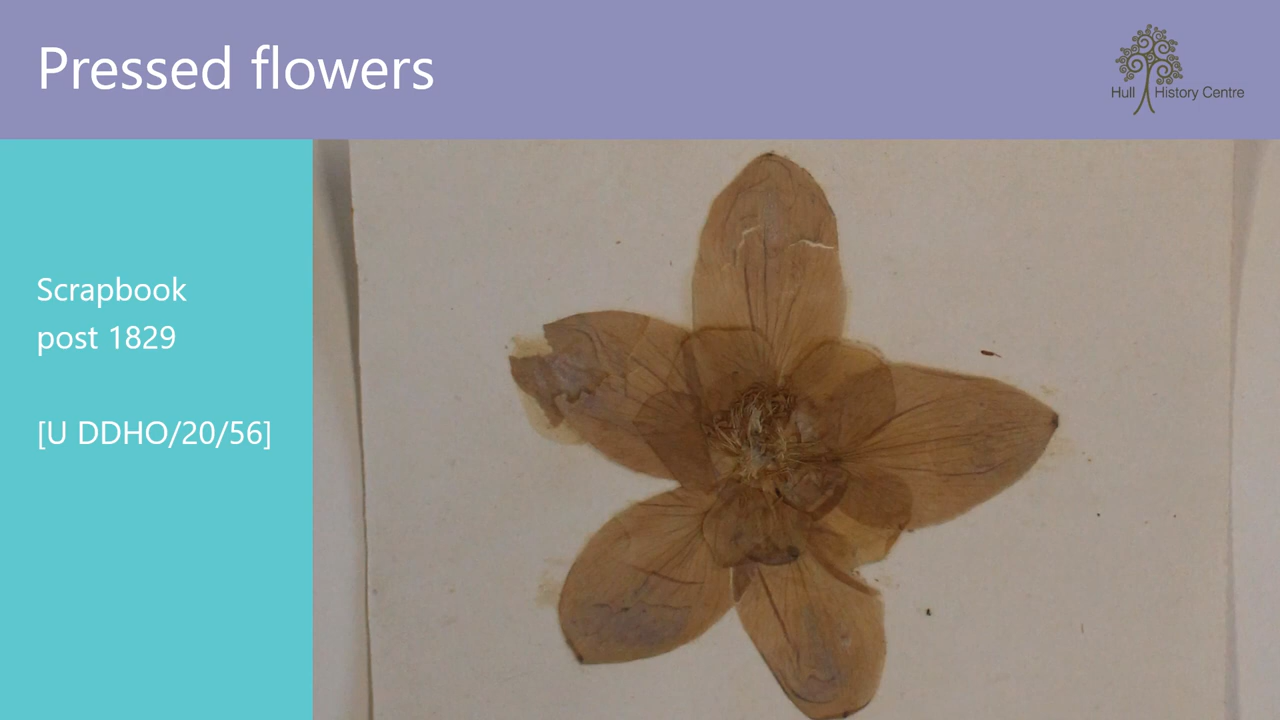 Pressed flowers
Hull History Centre
Scrapbook
post 1829
[U DDHO/20/56]